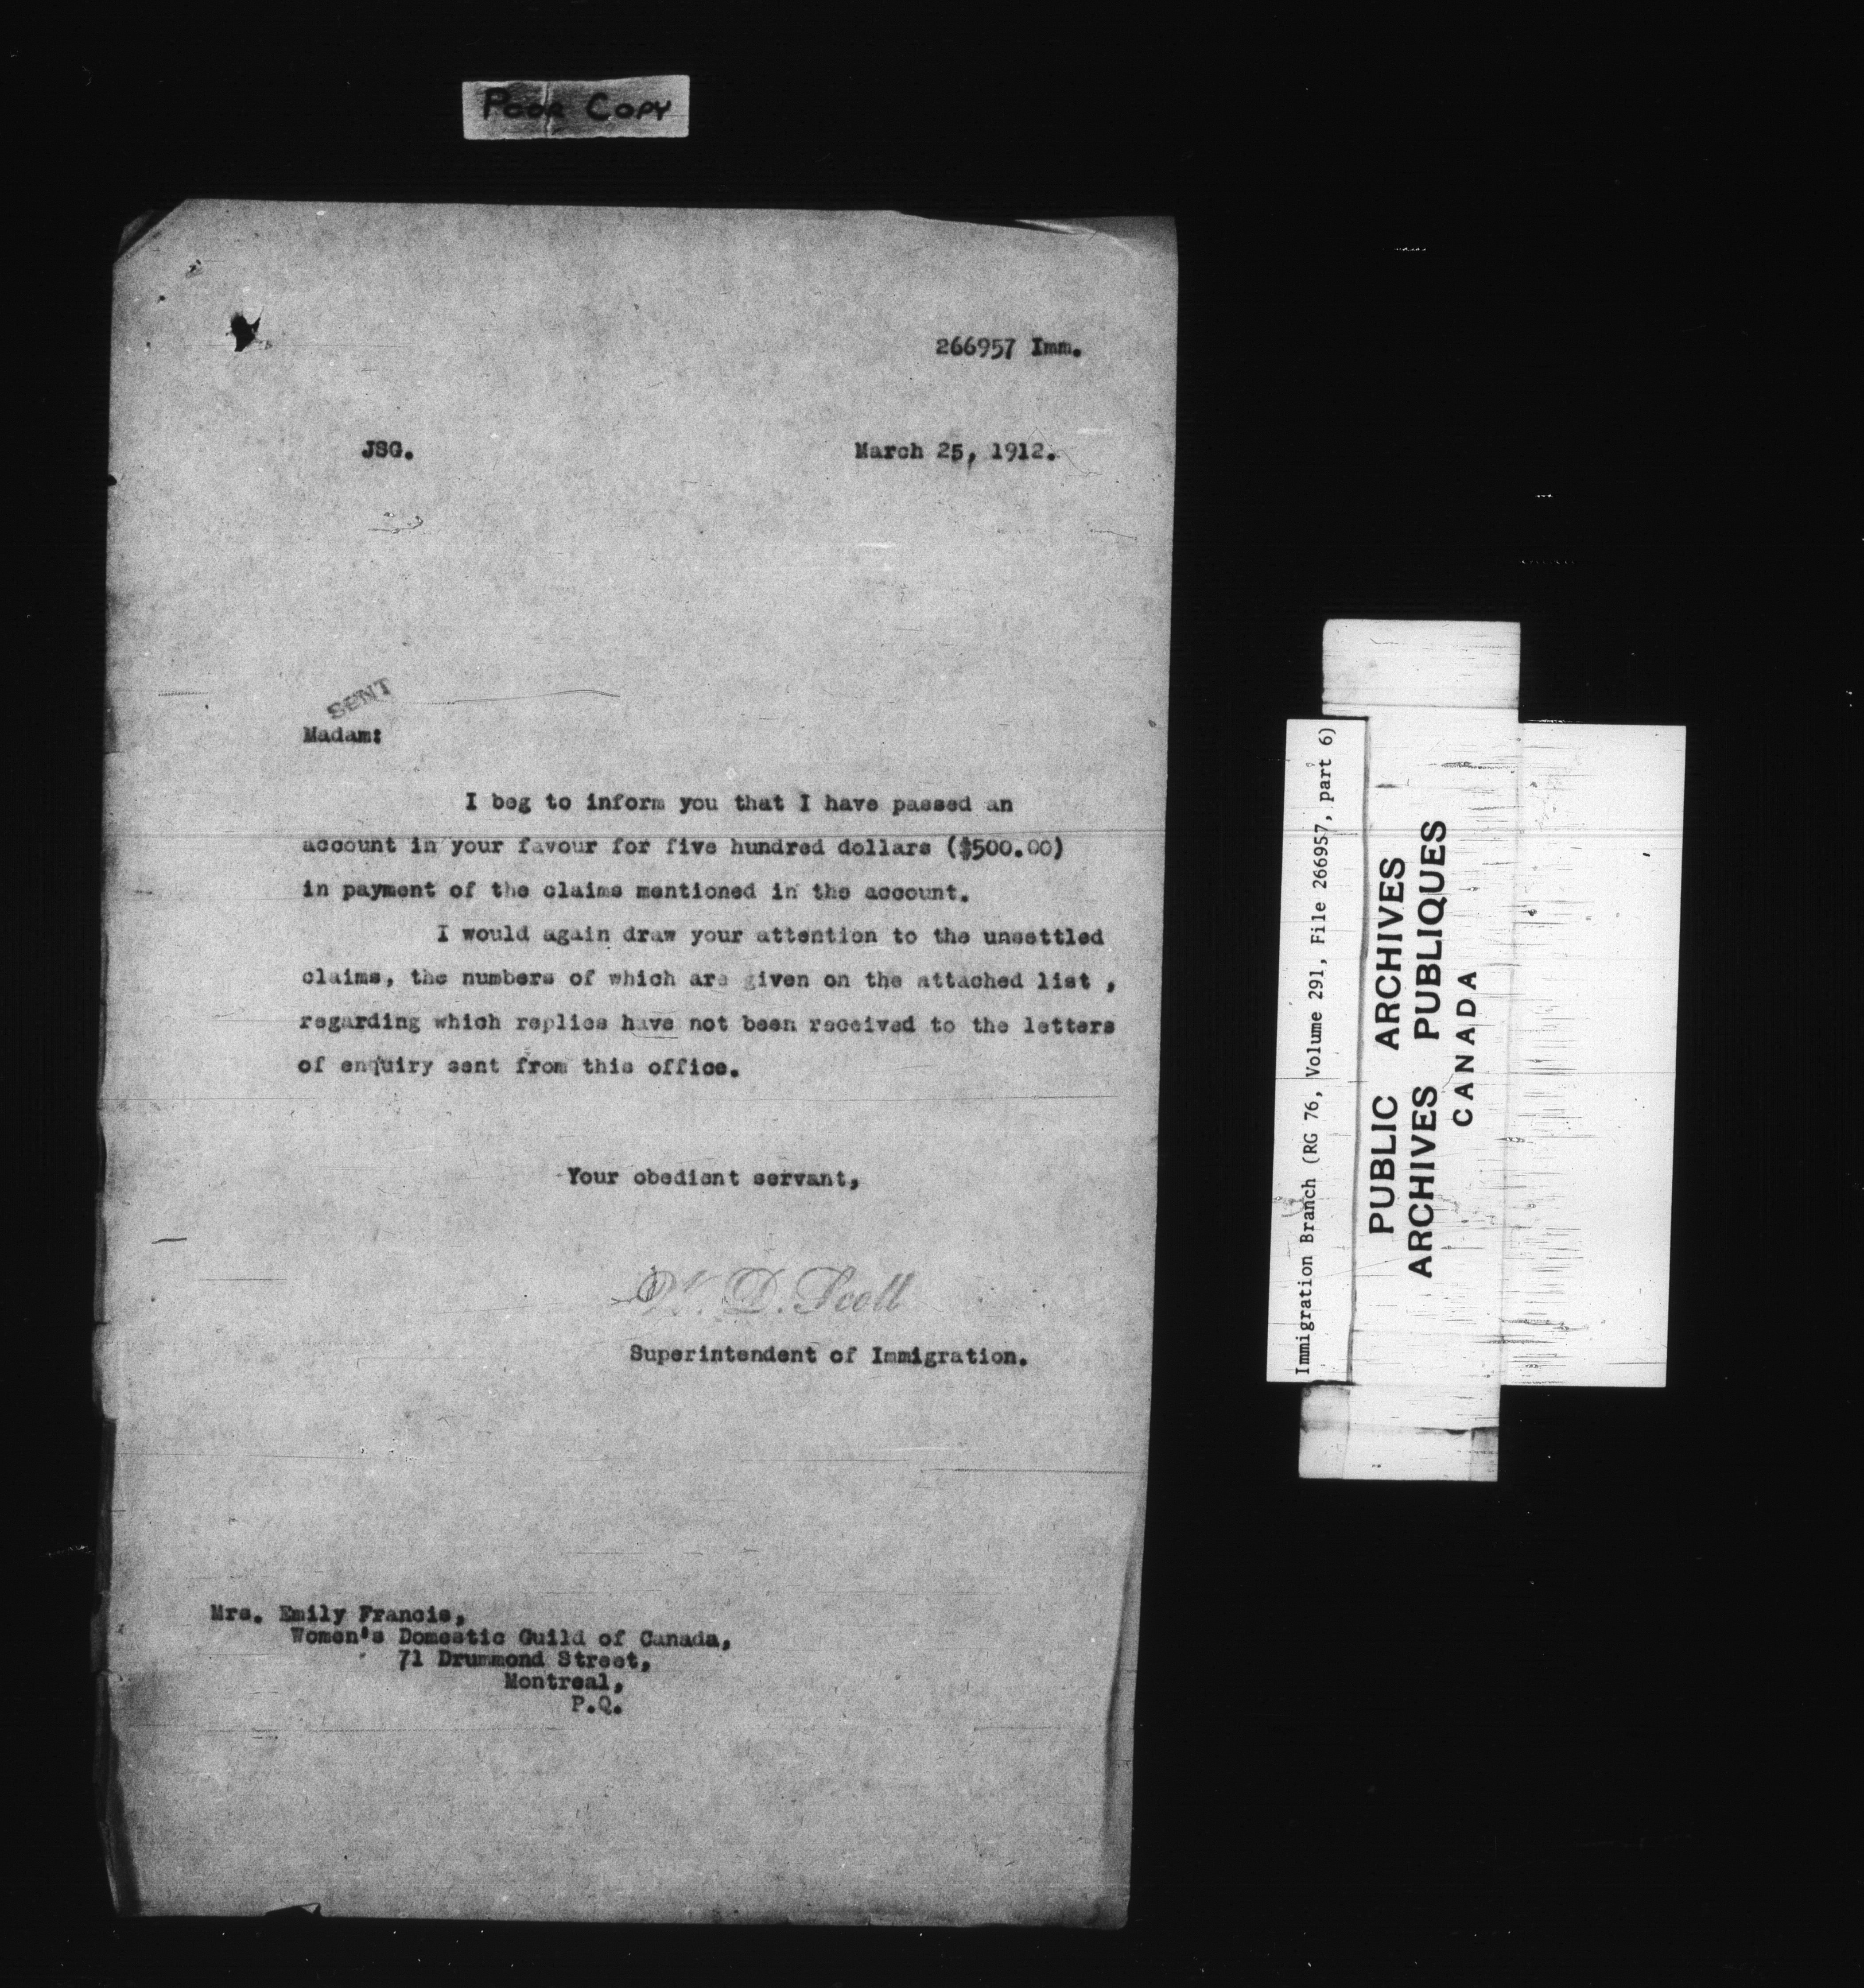 POOR COPY
266957 Imm.
JSG. March 25, 1912.
SENT
Madam:
I beg to inform you that I have passed an
account in your favour for five hundred dollars ($500.00)
in payment of the claims mentioned in the account.
I would again draw your attention to the unsettled
claims, the numbers of which are given on the attached list ,
regarding which replies have not been received to the letters
of enquiry sent from this office.
Your obedient servant,
D. Scott
Superintendent of Immigration.
Mrs. Emily Francis,
Women's Domestic Guild of Canada,
71 Drummond Street,
Montreal,
P.Q.
Immigration Branch (RG 76, Volume 291, File 266957, part 6)
PUBLIC ARCHIVES
ARCHIVES PUBLIQUES
CANADA